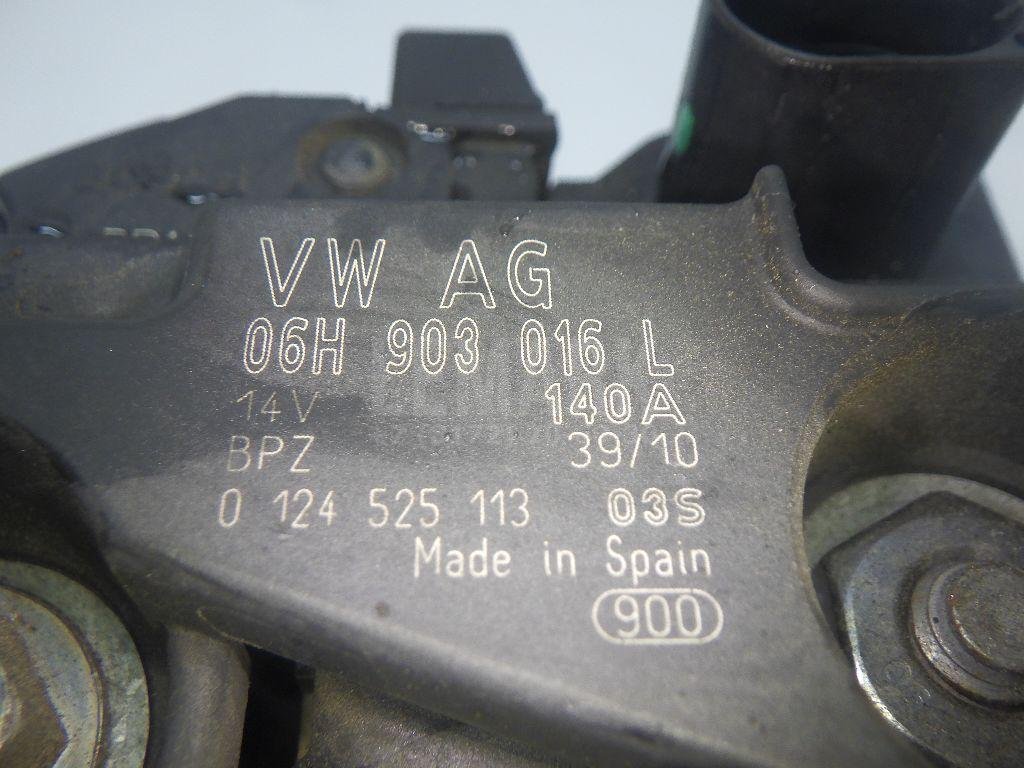 VW AG
06H 903 016 L
14V 140A
BPZ 39/10
0 124 525 113 03S
Made in Spain
900